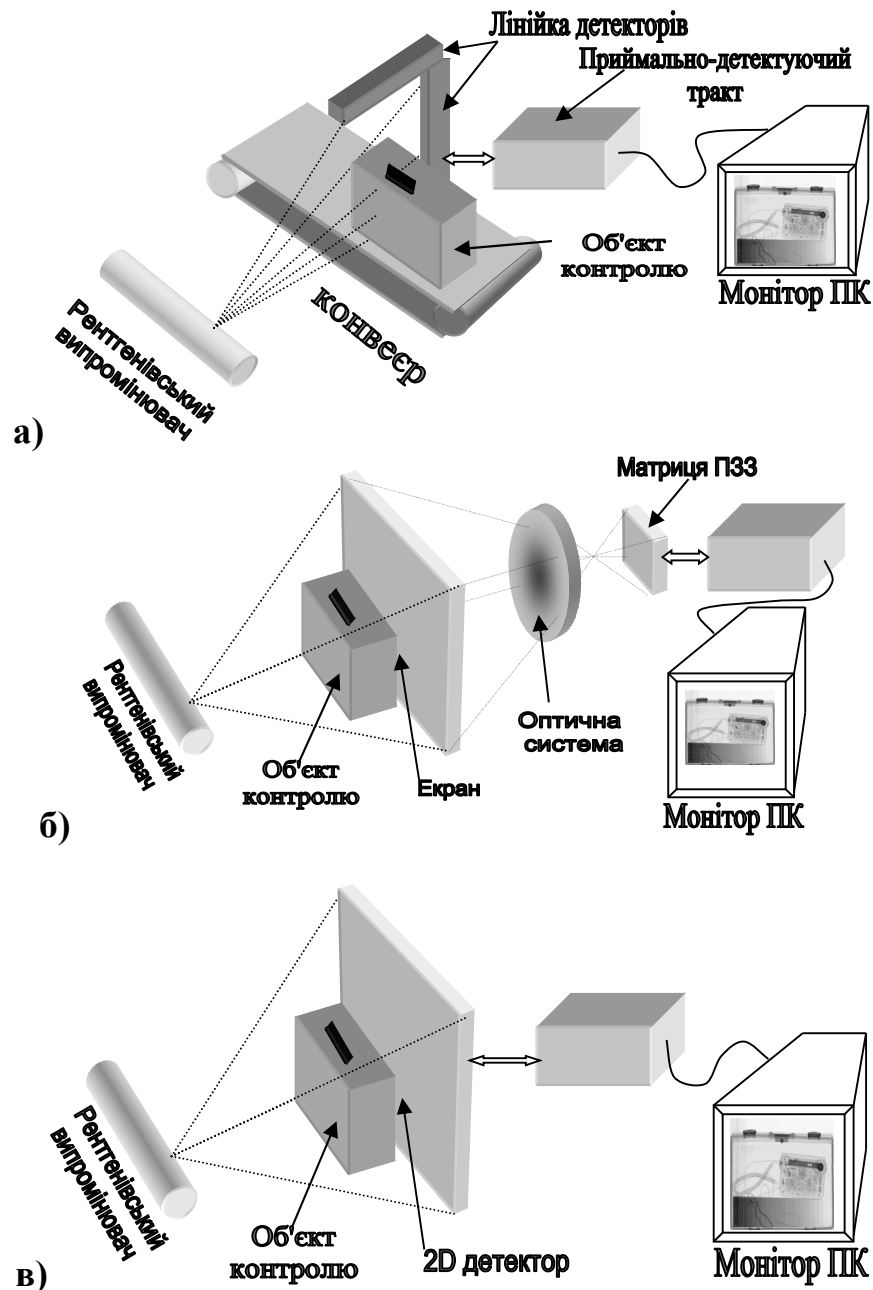 Лінійка детекторів
Приймально-детектуючий
тракт
Об'єкт
контролю
Монітор ПК
конвеєр
Рентгенівський
випромінювач
а)
Матриця ПЗЗ
Рентгенівський
випромінювач
Оптична
система
Об'єкт
контролю
Екран
Монітор ПК
б)
Рентгенівський
випромінювач
Об'єкт
контролю
2D детектор
Монітор ПК
в)